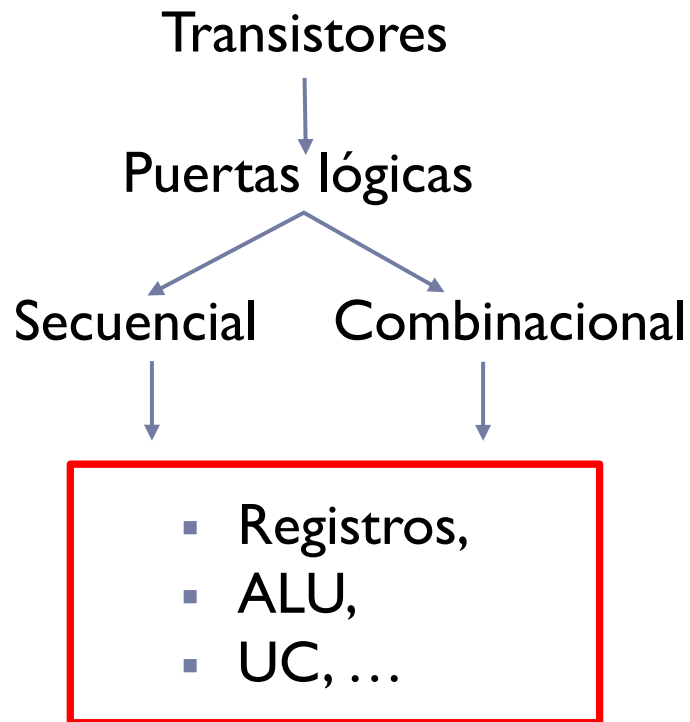 Transistores
Puertas lógicas
Secuencial Combinacional
▪ Registros,
▪ ALU,
▪ UC, …